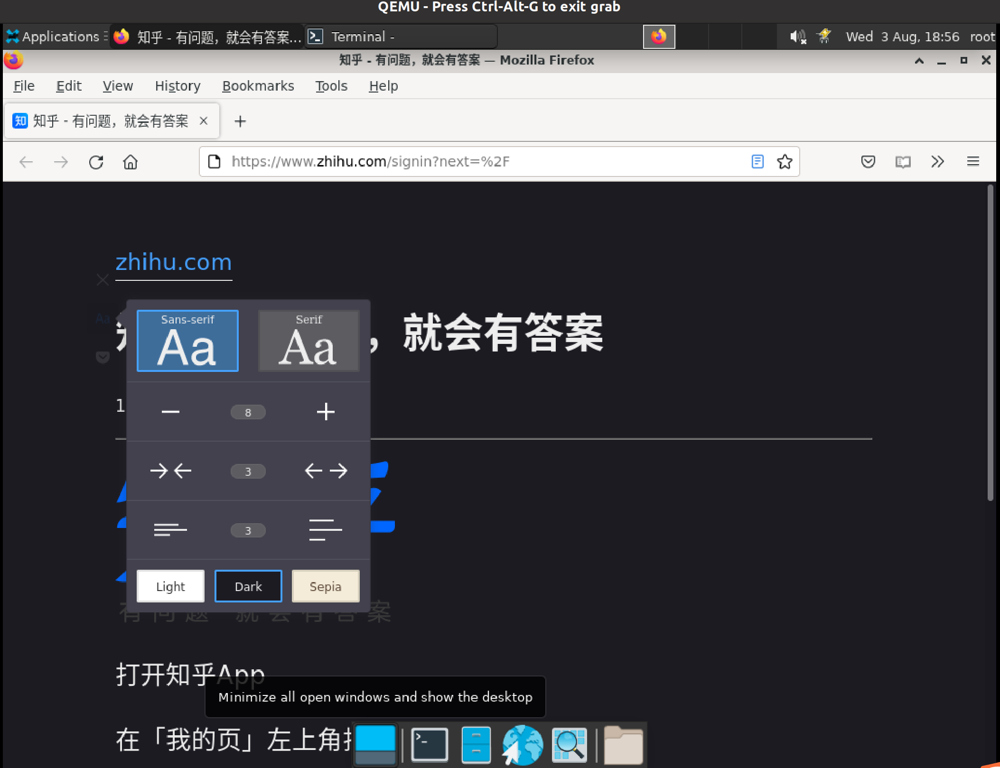 QEMU - Press Ctrl-Alt-G to exit grab
Applications 知乎 - 有问题，就会有答案... Terminal - Wed 3 Aug, 18:56 root
知乎 - 有问题，就会有答案 — Mozilla Firefox
File Edit View History Bookmarks Tools Help
知 知乎 - 有问题，就会有答案
https://www.zhihu.com/signin?next=%2F
zhihu.com
，就会有答案
Aa
Sans-serif Serif
Aa Aa
1
8
3
3
Light Dark Sepia
有问题 就会有答案
打开知乎App
Minimize all open windows and show the desktop
在「我的页」左上角